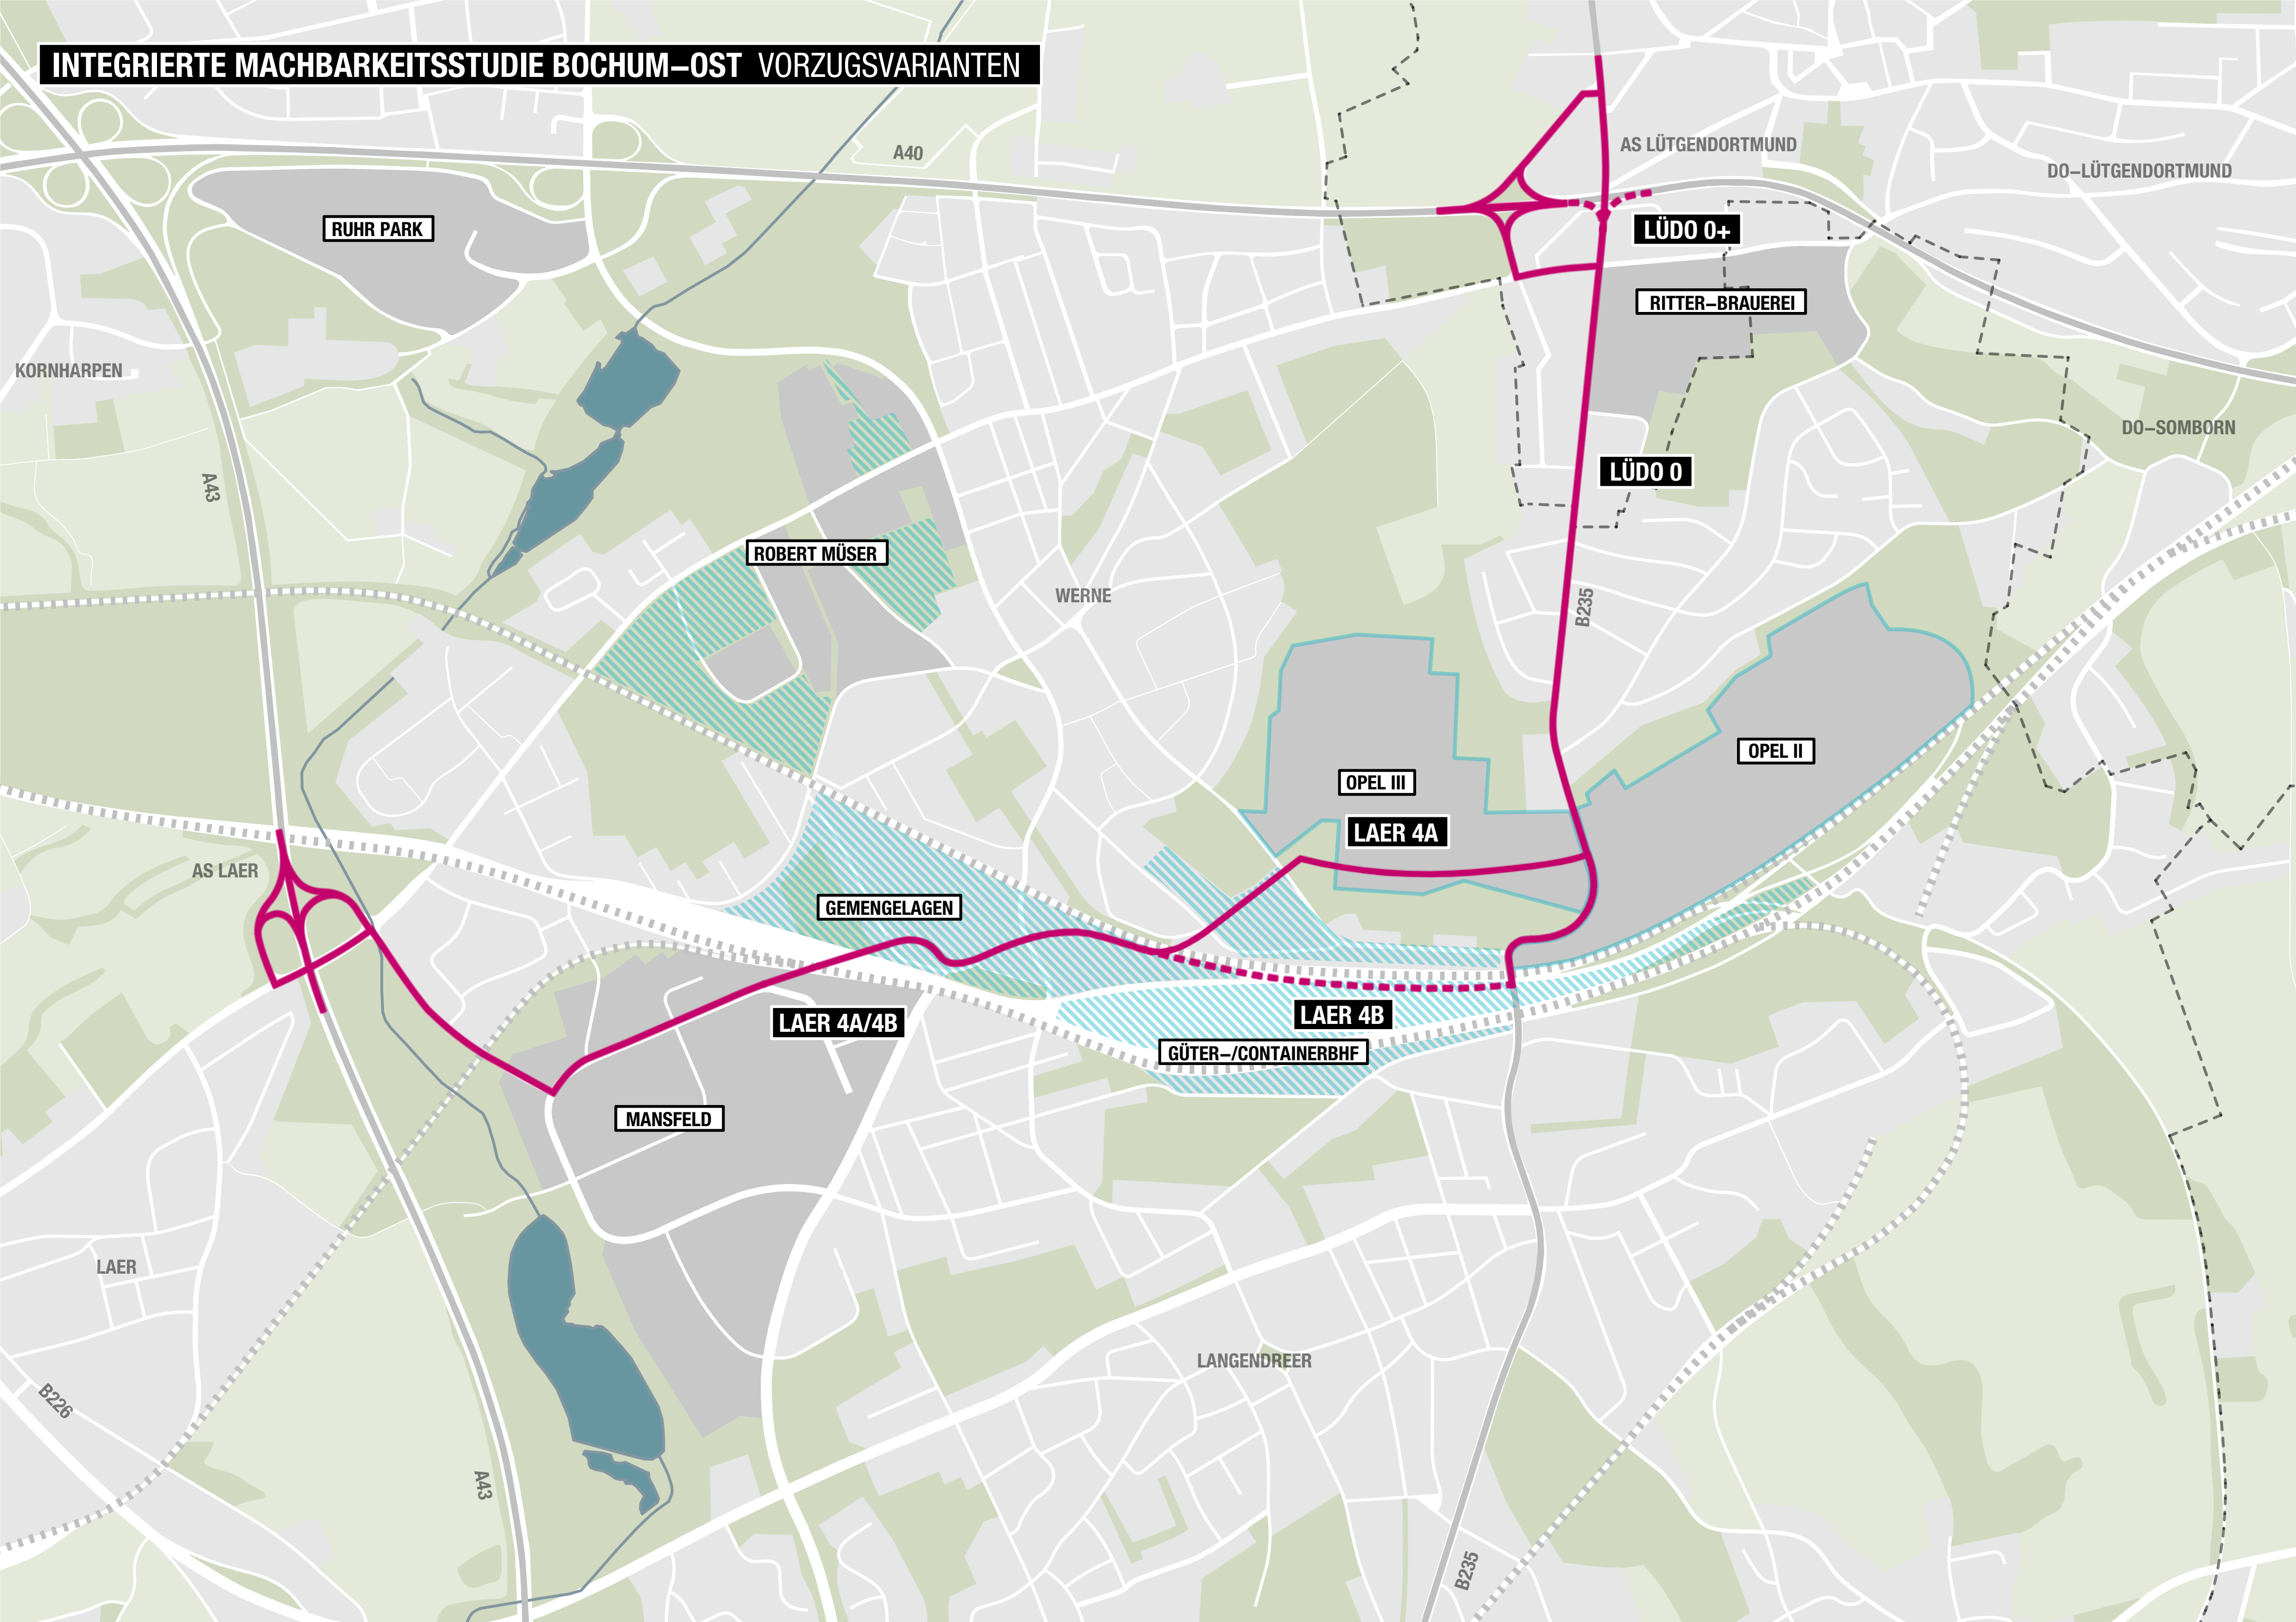 INTEGRIERTE MACHBARKEITSSTUDIE BOCHUM–OST VORZUGSVARIANTEN
A40
AS LÜTGENDORTMUND
DO–LÜTGENDORTMUND
RUHR PARK
LÜDO 0+
RITTER–BRAUEREI
KORNHARPEN
DO–SOMBORN
A43
LÜDO 0
ROBERT MÜSER
WERNE
B235
OPEL II
OPEL III
LAER 4A
AS LAER
GEMENGELAGEN
LAER 4A/4B
LAER 4B
GÜTER–/CONTAINERBHF
MANSFELD
LAER
LANGENDREER
B226
A43
B235